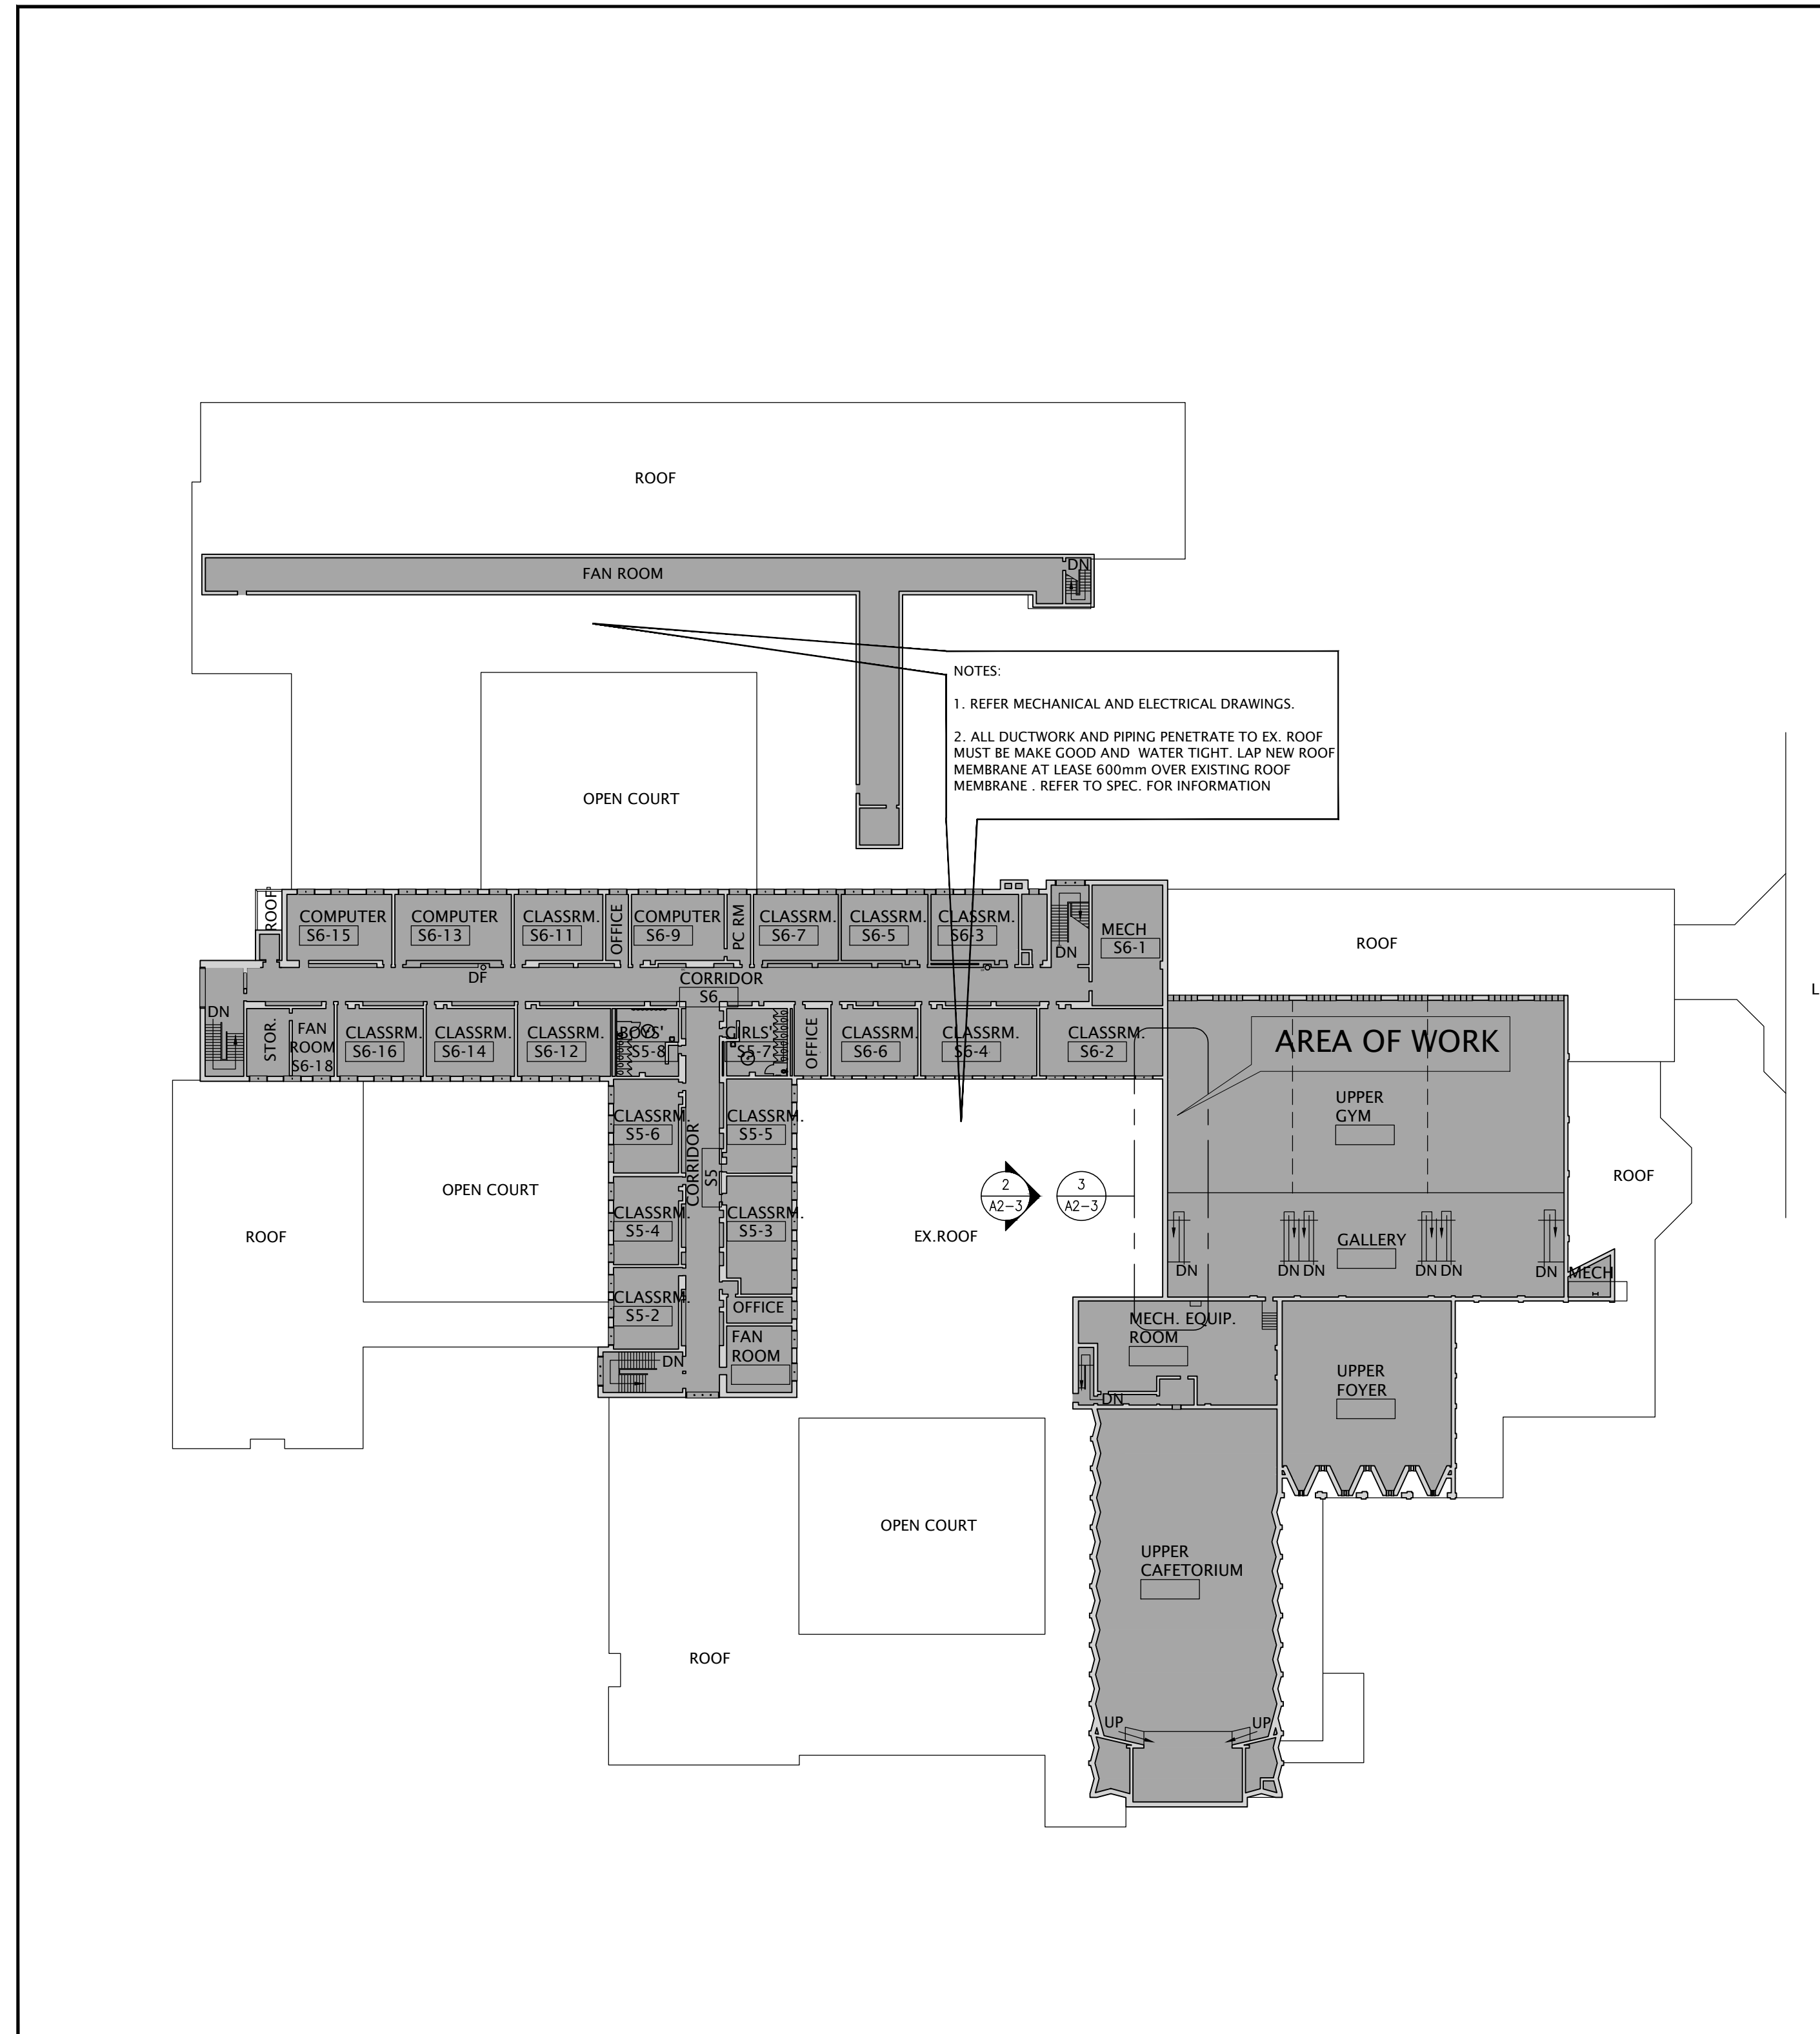 ROOF
DN
FAN ROOM
NOTES:
1. REFER MECHANICAL AND ELECTRICAL DRAWINGS.
2. ALL DUCTWORK AND PIPING PENETRATE TO EX. ROOF
MUST BE MAKE GOOD AND WATER TIGHT. LAP NEW ROOF
MEMBRANE AT LEASE 600mm OVER EXISTING ROOF
MEMBRANE . REFER TO SPEC. FOR INFORMATION
OPEN COURT
ROOF
COMPUTER
S6-15
COMPUTER
S6-13
CLASSRM.
S6-11
OFFICE
COMPUTER
S6-9
PC RM
CLASSRM.
S6-7
CLASSRM.
S6-5
CLASSRM.
S6-3
DN
MECH
S6-1
ROOF
L
DF
CORRIDOR
S6
DN
STOR.
FAN
ROOM
S6-18
CLASSRM.
S6-16
CLASSRM.
S6-14
CLASSRM.
S6-12
BOYS'
S5-8
GIRLS'
S5-7
OFFICE
CLASSRM.
S6-6
CLASSRM.
S6-4
CLASSRM.
S6-2
AREA OF WORK
UPPER
GYM
CLASSRM.
S5-6
CORRIDOR
S5
CLASSRM.
S5-5
OPEN COURT
2
A2-3
3
A2-3
ROOF
ROOF
CLASSRM.
S5-4
CLASSRM.
S5-3
EX.ROOF
GALLERY
DN
DN DN
DN DN
DN
MECH
CLASSRM.
S5-2
OFFICE
FAN
ROOM
DN
MECH. EQUIP.
ROOM
DN
UPPER
FOYER
OPEN COURT
UPPER
CAFETORIUM
ROOF
UP
UP